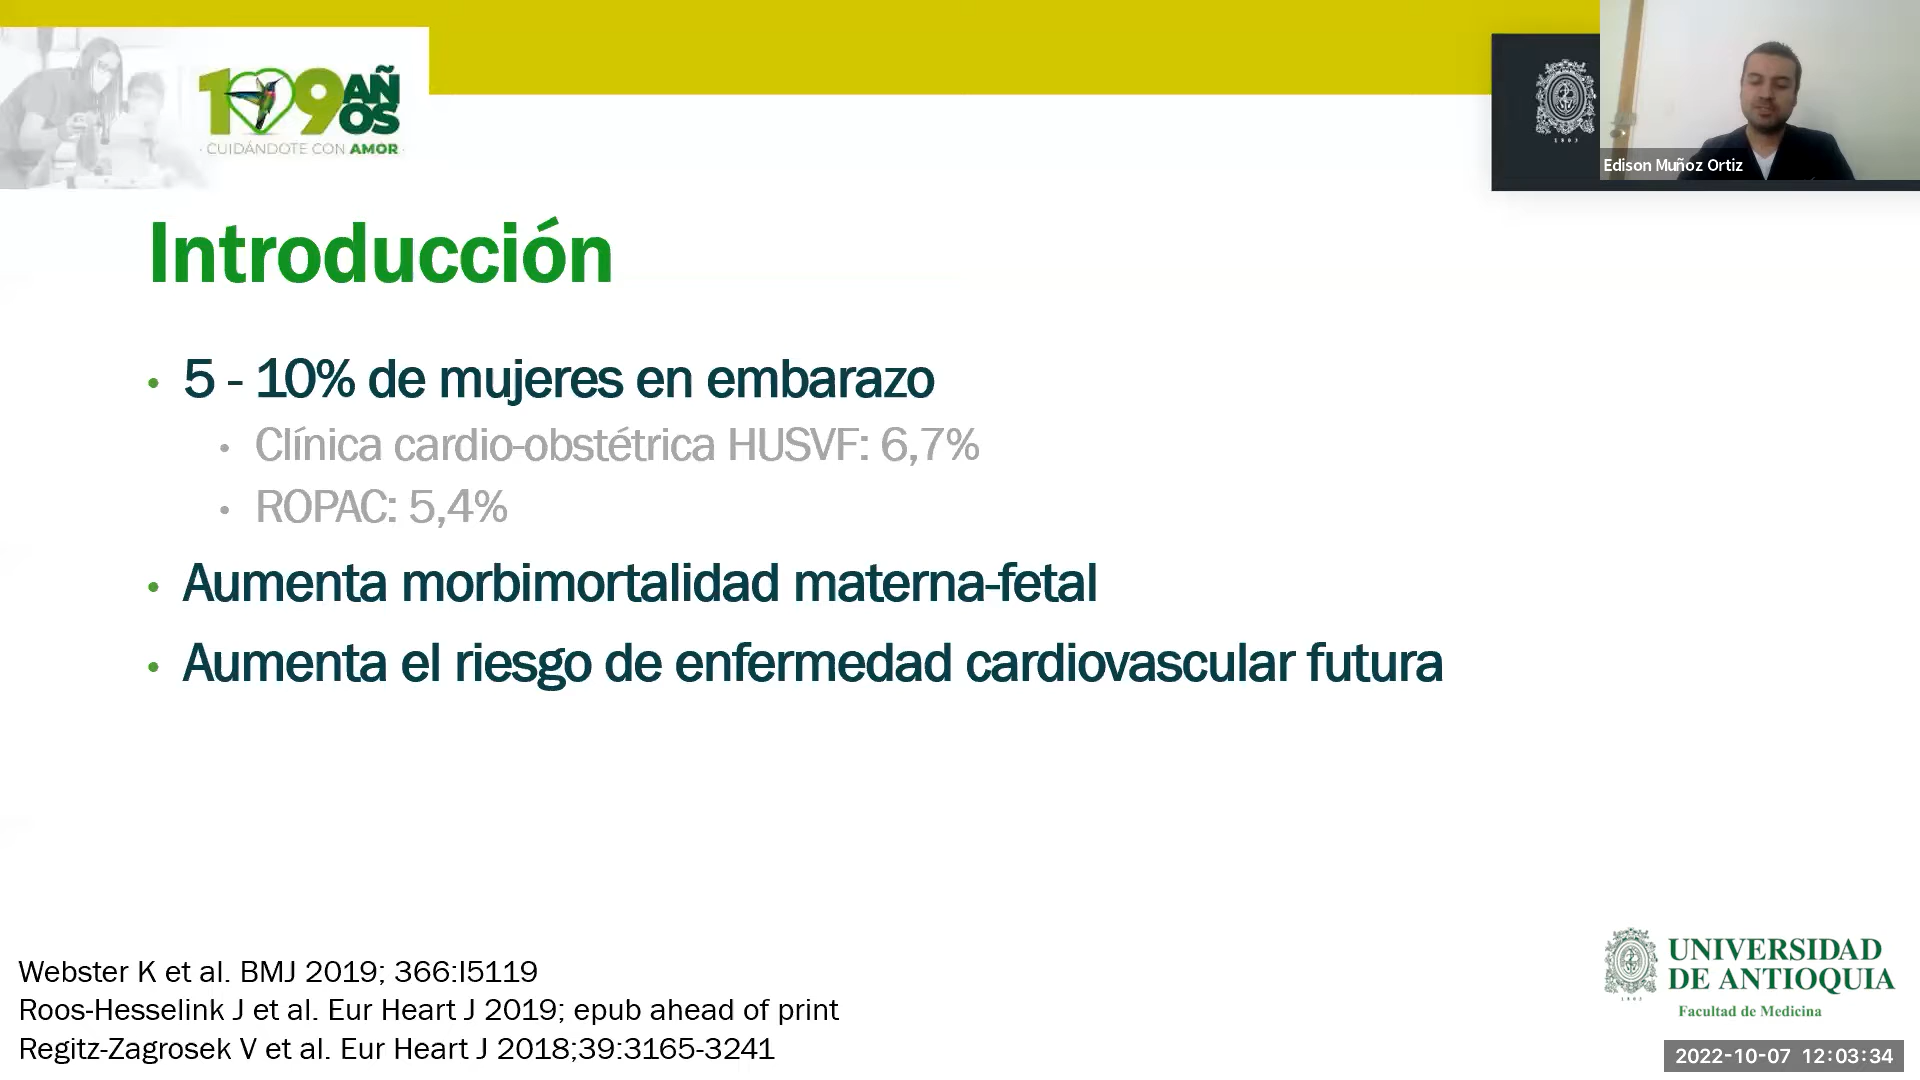 109 AÑOS
· CUIDÁNDOTE CON AMOR ·
1803
Edison Muñoz Ortiz
Introducción
• 5 - 10% de mujeres en embarazo
• Clínica cardio-obstétrica HUSVF: 6,7%
• ROPAC: 5,4%
• Aumenta morbimortalidad materna-fetal
• Aumenta el riesgo de enfermedad cardiovascular futura
Webster K et al. BMJ 2019; 366:l5119
Roos-Hesselink J et al. Eur Heart J 2019; epub ahead of print
Regitz-Zagrosek V et al. Eur Heart J 2018;39:3165-3241
UNIVERSIDAD
DE ANTIOQUIA
1803
Facultad de Medicina
2022-10-07 12:03:34